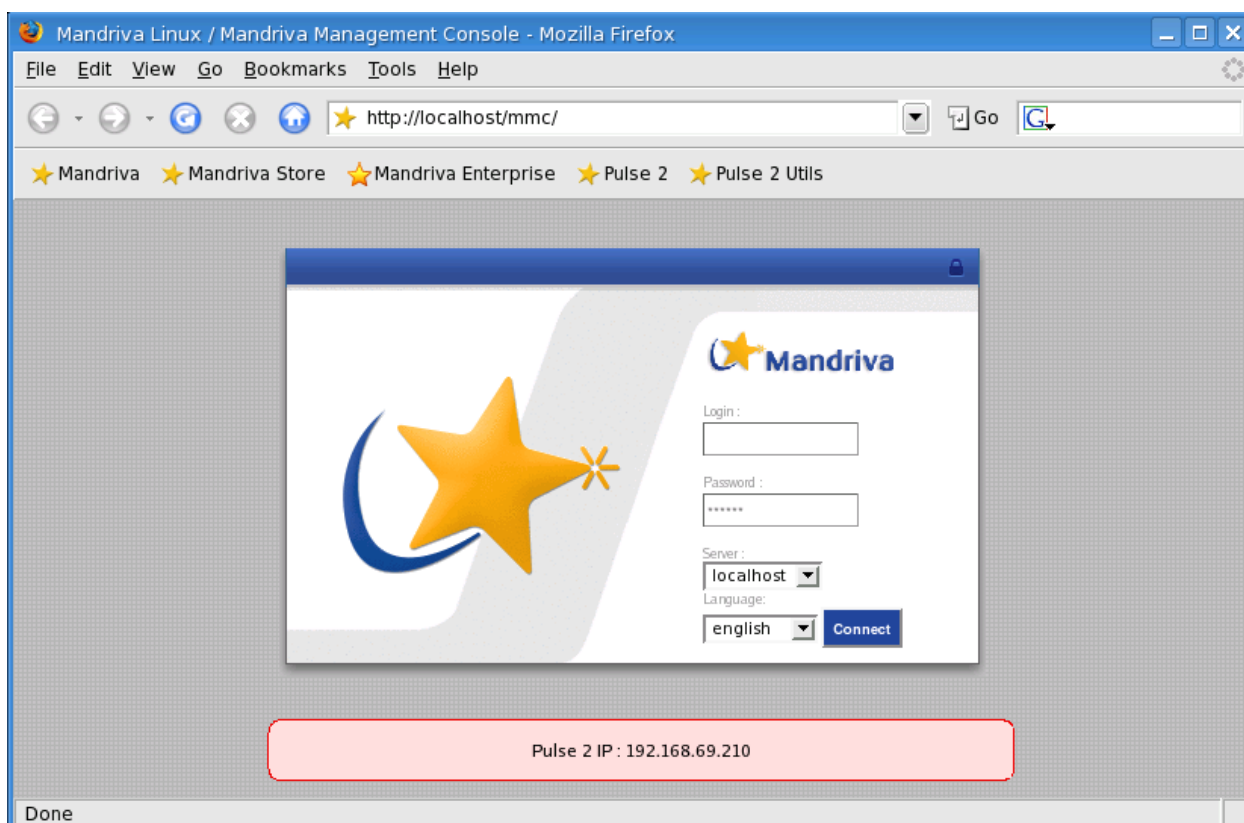 Mandriva Linux / Mandriva Management Console - Mozilla Firefox
File Edit View Go Bookmarks Tools Help
http://localhost/mmc/ Go G
Mandriva Mandriva Store Mandriva Enterprise Pulse 2 Pulse 2 Utils
Mandriva
Login :
Password :
******
Server :
localhost
Language:
english Connect
Pulse 2 IP : 192.168.69.210
Done